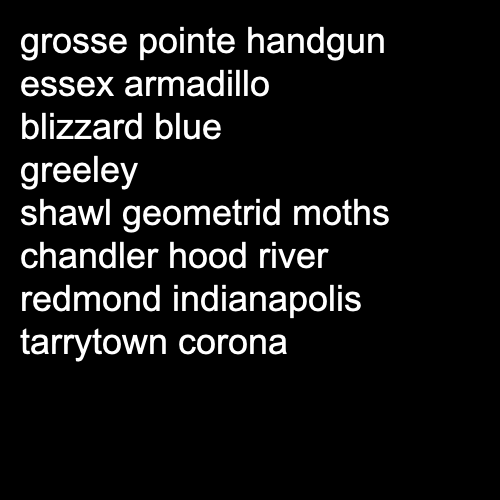 grosse pointe handgun
essex armadillo
blizzard blue
greeley
shawl geometrid moths
chandler hood river
redmond indianapolis
tarrytown corona